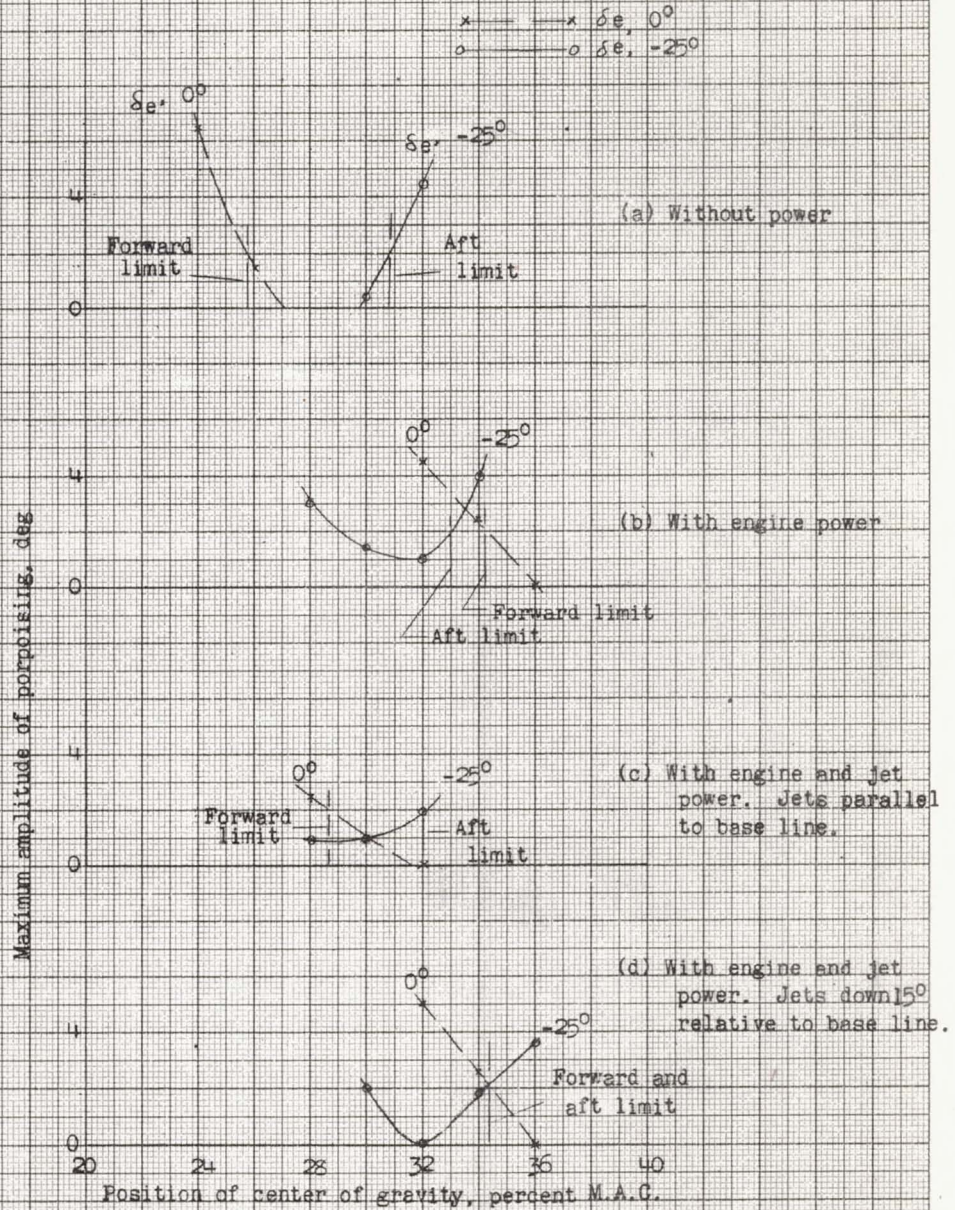 δe, 0°
δe, -25°
δe, 0°
δe, -25°
4
(a) Without power
Forward
limit
Aft
limit
0
0°
-25°
4
(b) With engine power
0
Forward limit
Aft limit
Maximum amplitude of porpoising, deg
4
0°
-25°
(c) With engine and jet
power. Jets parallel
to base line.
Forward
limit
Aft
limit
0
0°
(d) With engine and jet
power. Jets down 15°
relative to base line.
4
-25°
Forward and
aft limit
0
20 24 28 32 36 40
Position of center of gravity, percent M.A.C.